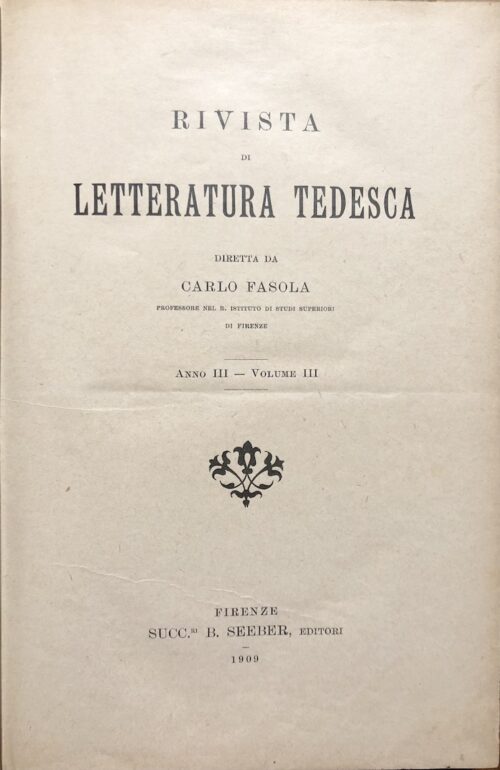 RIVISTA
DI
LETTERATURA TEDESCA
DIRETTA DA
CARLO FASOLA
PROFESSORE NEL R. ISTITUTO DI STUDI SUPERIORI
DI FIRENZE
ANNO III — VOLUME III
FIRENZE
SUCC.RI B. SEEBER, EDITORI
1909